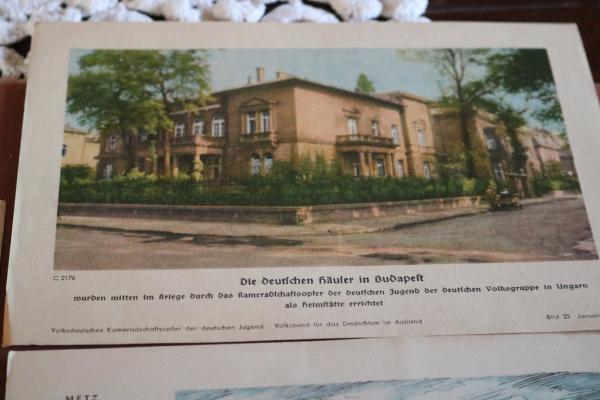 C 2176
Die deutschen Häuser in Budapest
wurden mitten im Kriege durch das Kameradschaftsopfer der deutschen Jugend der deutschen Volksgruppe in Ungarn
als Heimstätte errichtet
Volksdeutsches Kameradschaftsopfer der deutschen Jugend · Volksbund für das Deutschtum im Ausland
Bild 22 Januar
METZ